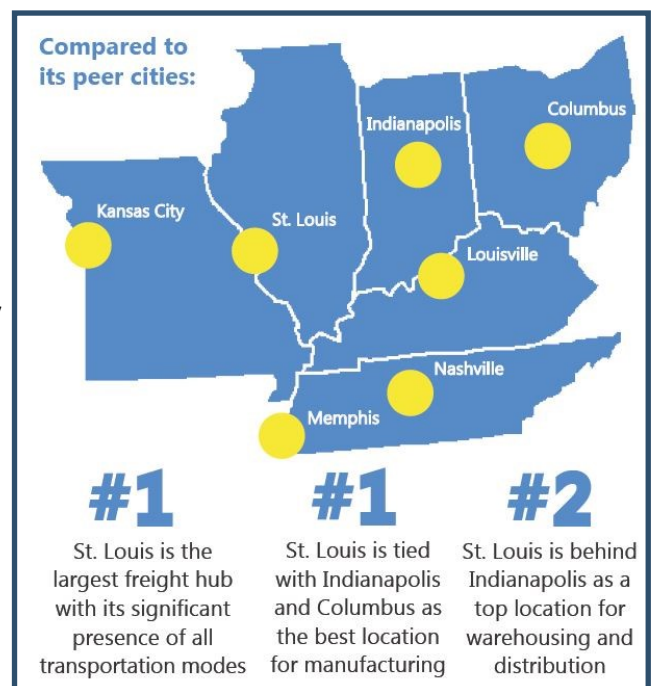 Compared to
its peer cities:
Columbus
Indianapolis
Kansas City
St. Louis
Louisville
Nashville
Memphis
#1
St. Louis is the
largest freight hub
with its significant
presence of all
transportation modes
#1
St. Louis is tied
with Indianapolis
and Columbus as
the best location
for manufacturing
#2
St. Louis is behind
Indianapolis as a
top location for
warehousing and
distribution